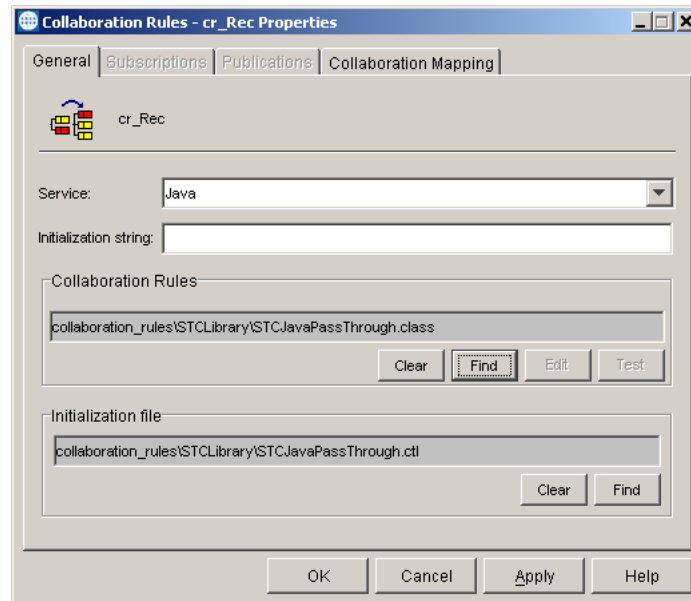 Collaboration Rules - cr_Rec Properties
General Subscriptions Publications Collaboration Mapping
cr_Rec
Service: Java
Initialization string:
Collaboration Rules
collaboration_rules\STCLibrary\STCJavaPassThrough.class
Clear Find Edit Test
Initialization file
collaboration_rules\STCLibrary\STCJavaPassThrough.ctl
Clear Find
OK Cancel Apply Help